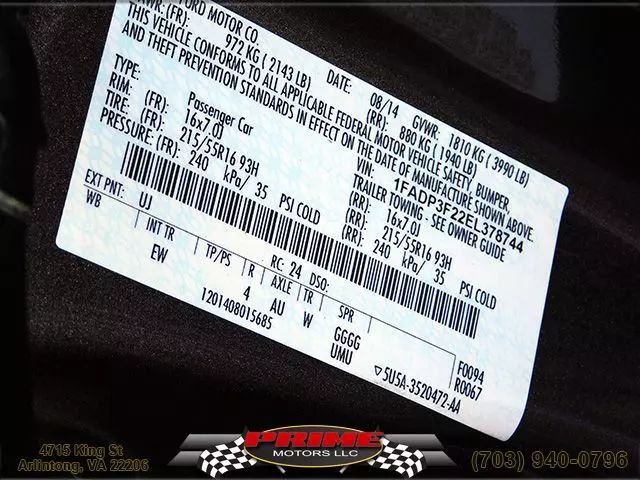 FORD MOTOR CO.
DATE: 08/14 GVWR: 1810 KG ( 3990 LB)
(FR): 972 KG ( 2143 LB) (RR): 880 KG ( 1940 LB)
THIS VEHICLE CONFORMS TO ALL APPLICABLE FEDERAL MOTOR VEHICLE SAFETY, BUMPER,
AND THEFT PREVENTION STANDARDS IN EFFECT ON THE DATE OF MANUFACTURE SHOWN ABOVE.
VIN: 1FADP3F22EL378744
TYPE: Passenger Car TRAILER TOWING - SEE OWNER GUIDE
RIM: (FR): 16x7.0J (RR): 16x7.0J
TIRE: (FR): 215/55R16 93H (RR): 215/55R16 93H
PRESSURE: (FR): 240 kPa/ 35 PSI COLD (RR): 240 kPa/ 35 PSI COLD
EXT PNT: UJ RC: 24 DSO:
WB INT TR TP/PS R AXLE TR SPR
EW 4 AU W GGGG F0094
UMU R0067
1201408015685 ▽5U5A-3520472-AA
PRIME
MOTORS LLC
4715 King St
Arlintong, VA 22206
(703) 940-0796